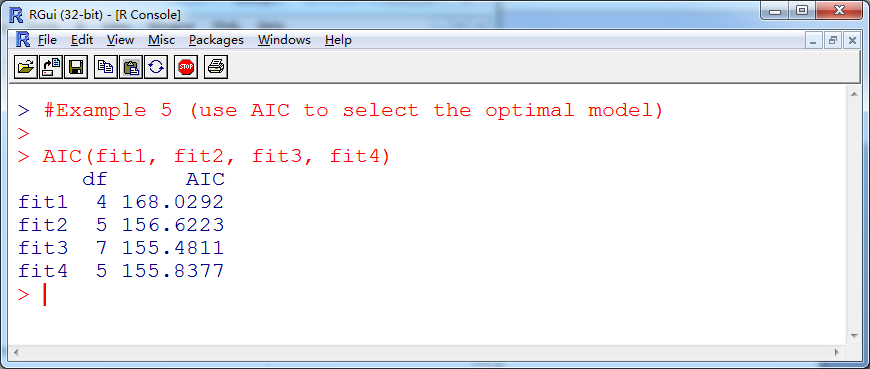 RGui (32-bit) - [R Console]
File Edit View Misc Packages Windows Help
STOP
> #Example 5 (use AIC to select the optimal model)
>
> AIC(fit1, fit2, fit3, fit4)
df AIC
fit1 4 168.0292
fit2 5 156.6223
fit3 7 155.4811
fit4 5 155.8377
>